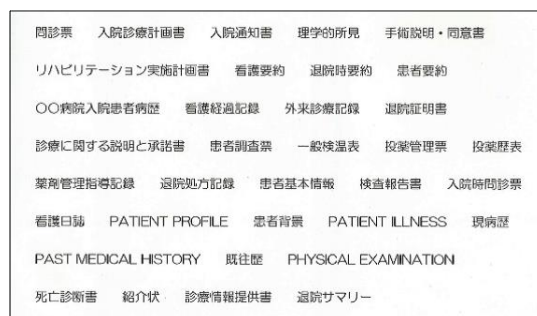 問診票 入院診療計画書 入院通知書 理学的所見 手術説明・同意書
リハビリテーション実施計画書 看護要約 退院時要約 患者要約
〇〇病院入院患者病歴 看護経過記録 外来診療記録 退院証明書
診療に関する説明と承諾書 患者調査票 一般検温表 投薬管理票 投薬歴表
薬剤管理指導記録 退院処方記録 患者基本情報 検査報告書 入院時問診票
看護日誌 PATIENT PROFILE 患者背景 PATIENT ILLNESS 現病歴
PAST MEDICAL HISTORY 既往歴 PHYSICAL EXAMINATION
死亡診断書 紹介状 診療情報提供書 退院サマリー